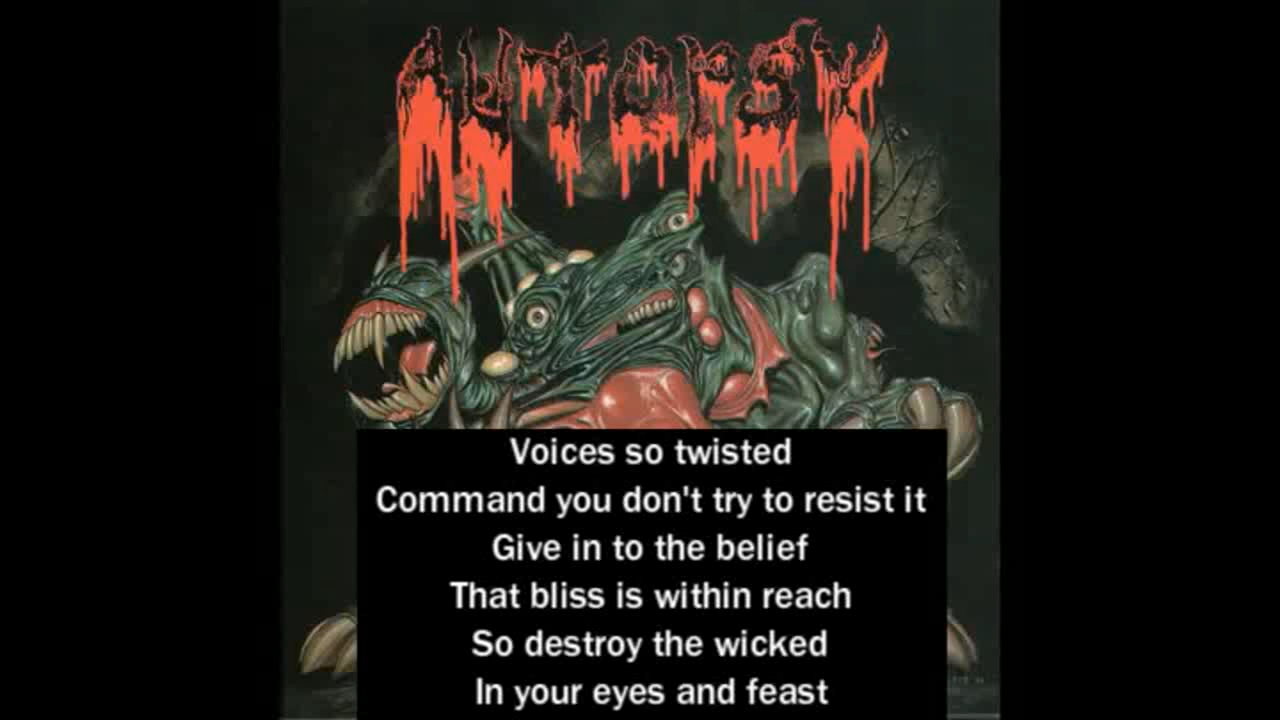 AUTOPSY
Voices so twisted
Command you don't try to resist it
Give in to the belief
That bliss is within reach
So destroy the wicked
In your eyes and feast